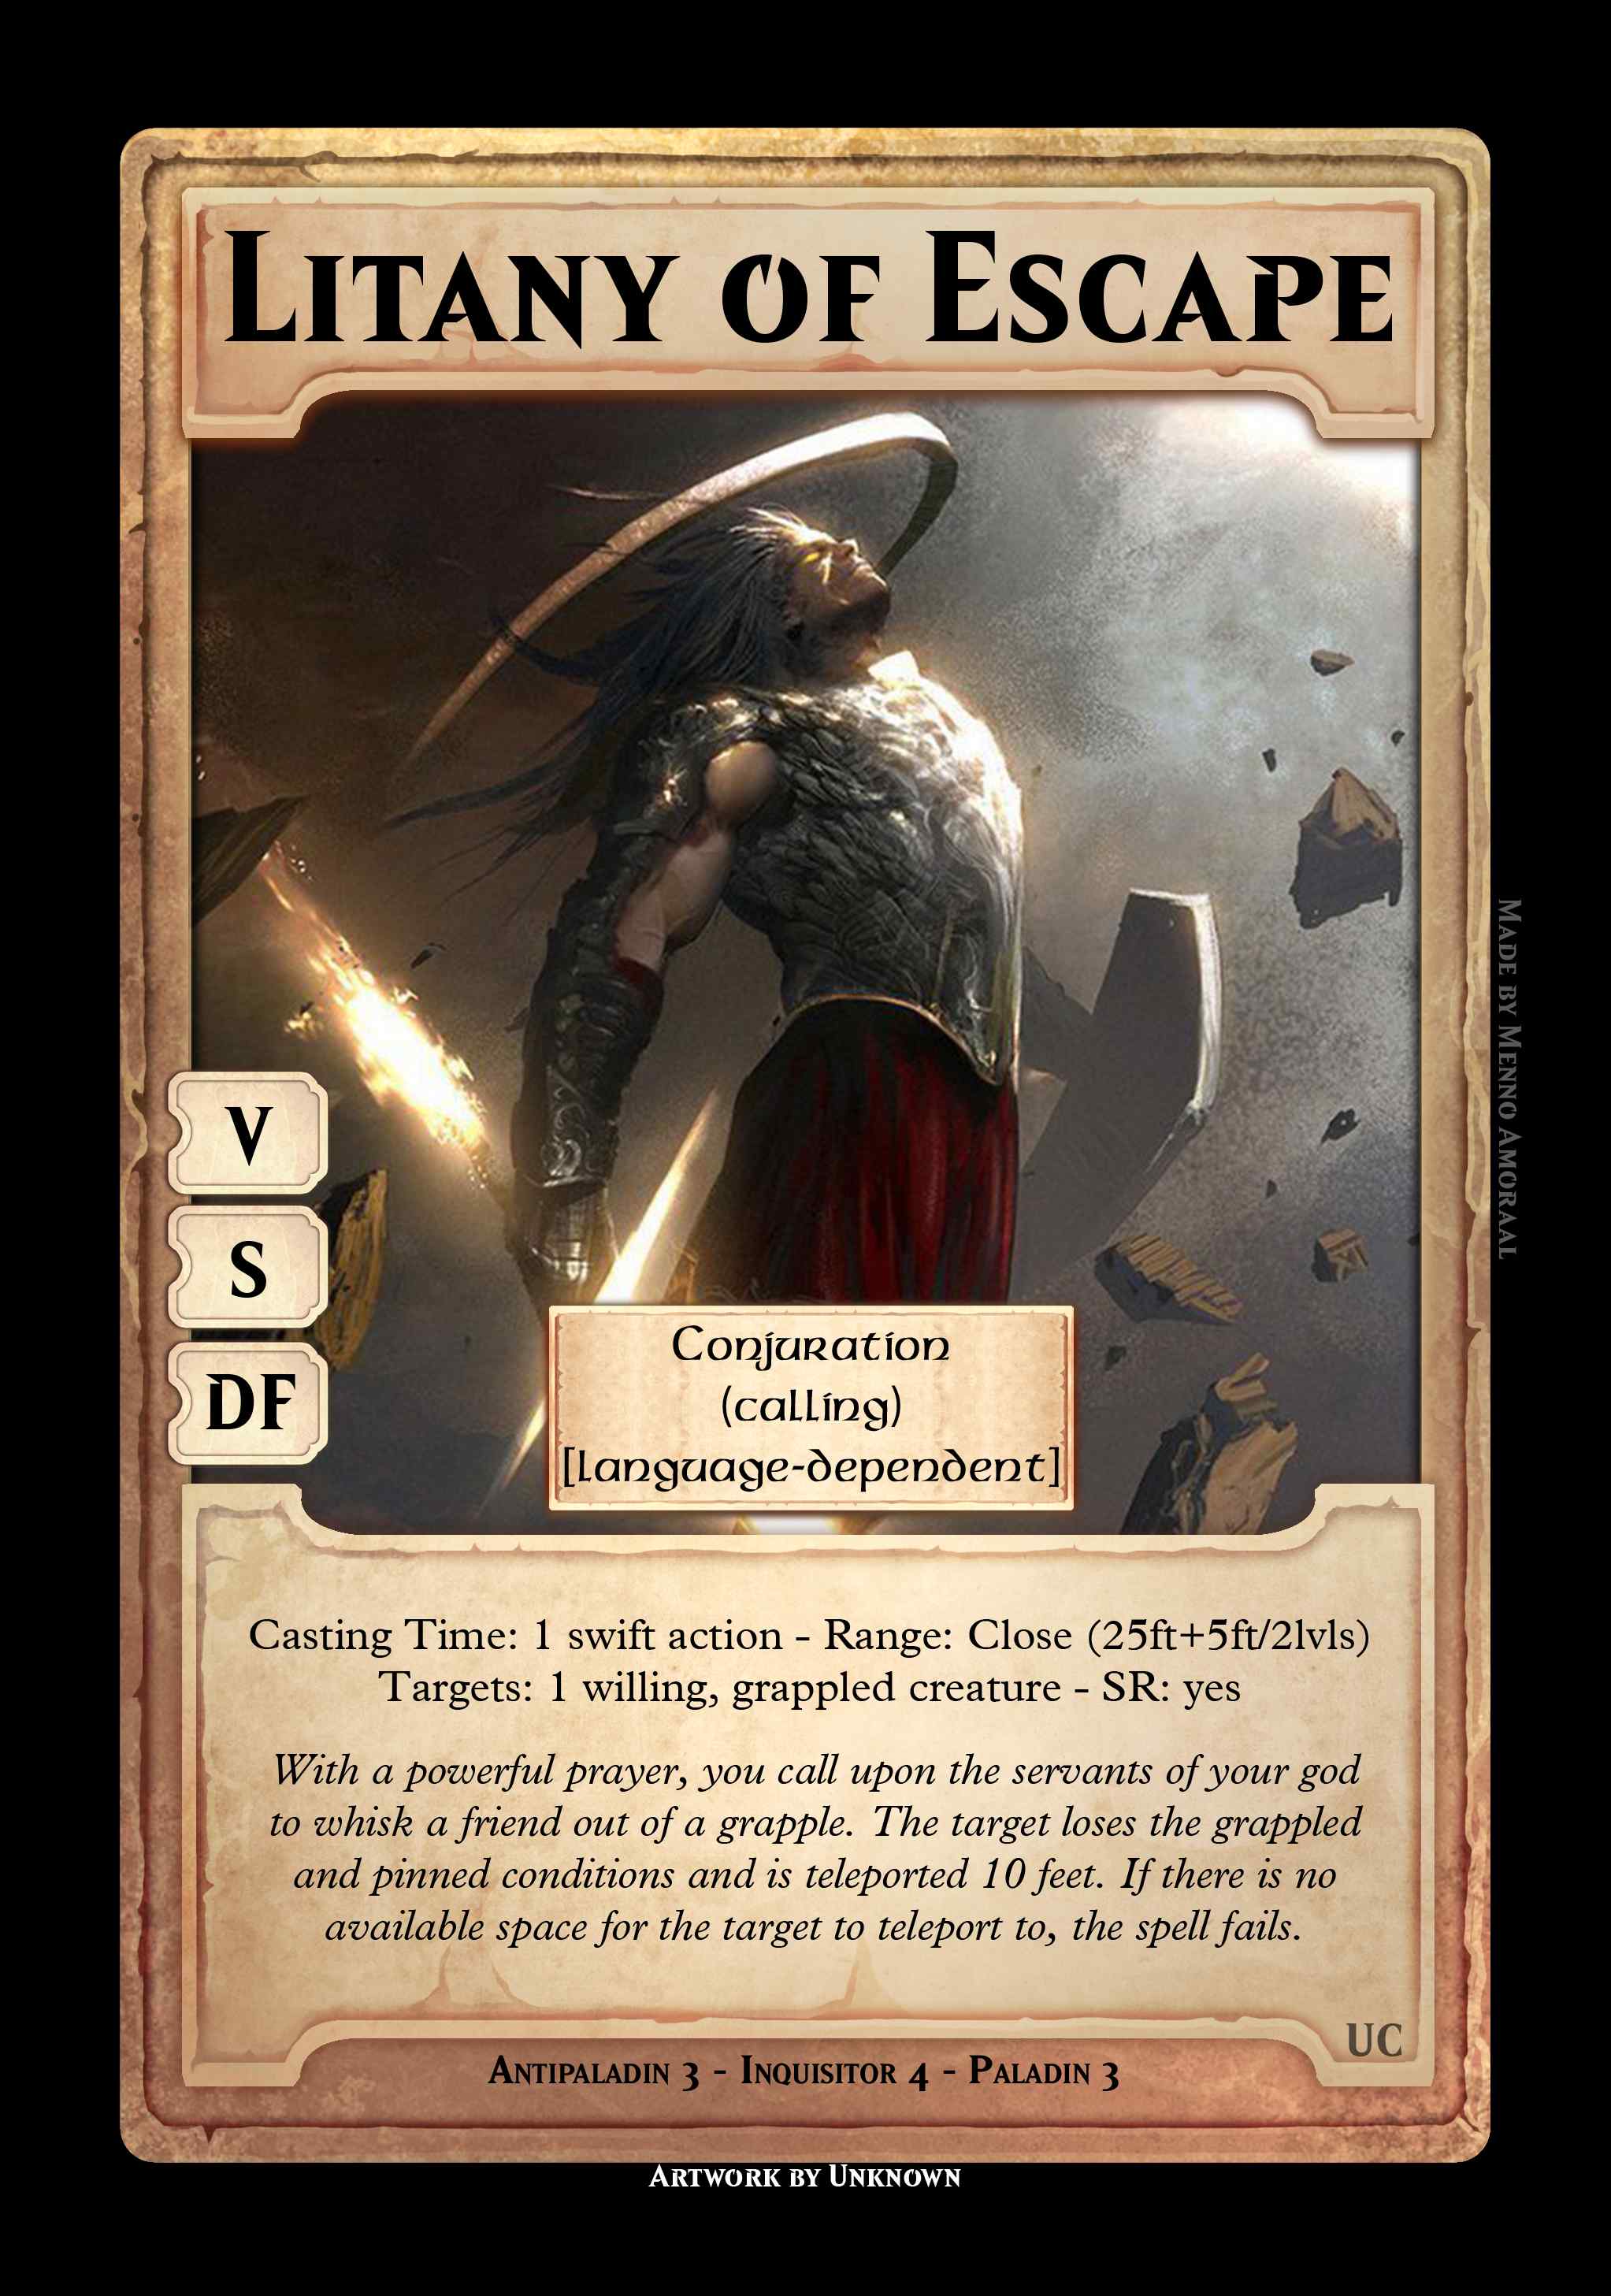 Litany of Escape
V
S
DF
Conjuration
(calling)
[language-dependent]
Casting Time: 1 swift action - Range: Close (25ft+5ft/2lvls)
Targets: 1 willing, grappled creature - SR: yes
With a powerful prayer, you call upon the servants of your god
to whisk a friend out of a grapple. The target loses the grappled
and pinned conditions and is teleported 10 feet. If there is no
available space for the target to teleport to, the spell fails.
UC
Antipaladin 3 - Inquisitor 4 - Paladin 3
Artwork by Unknown
Made by Menno Amoraal